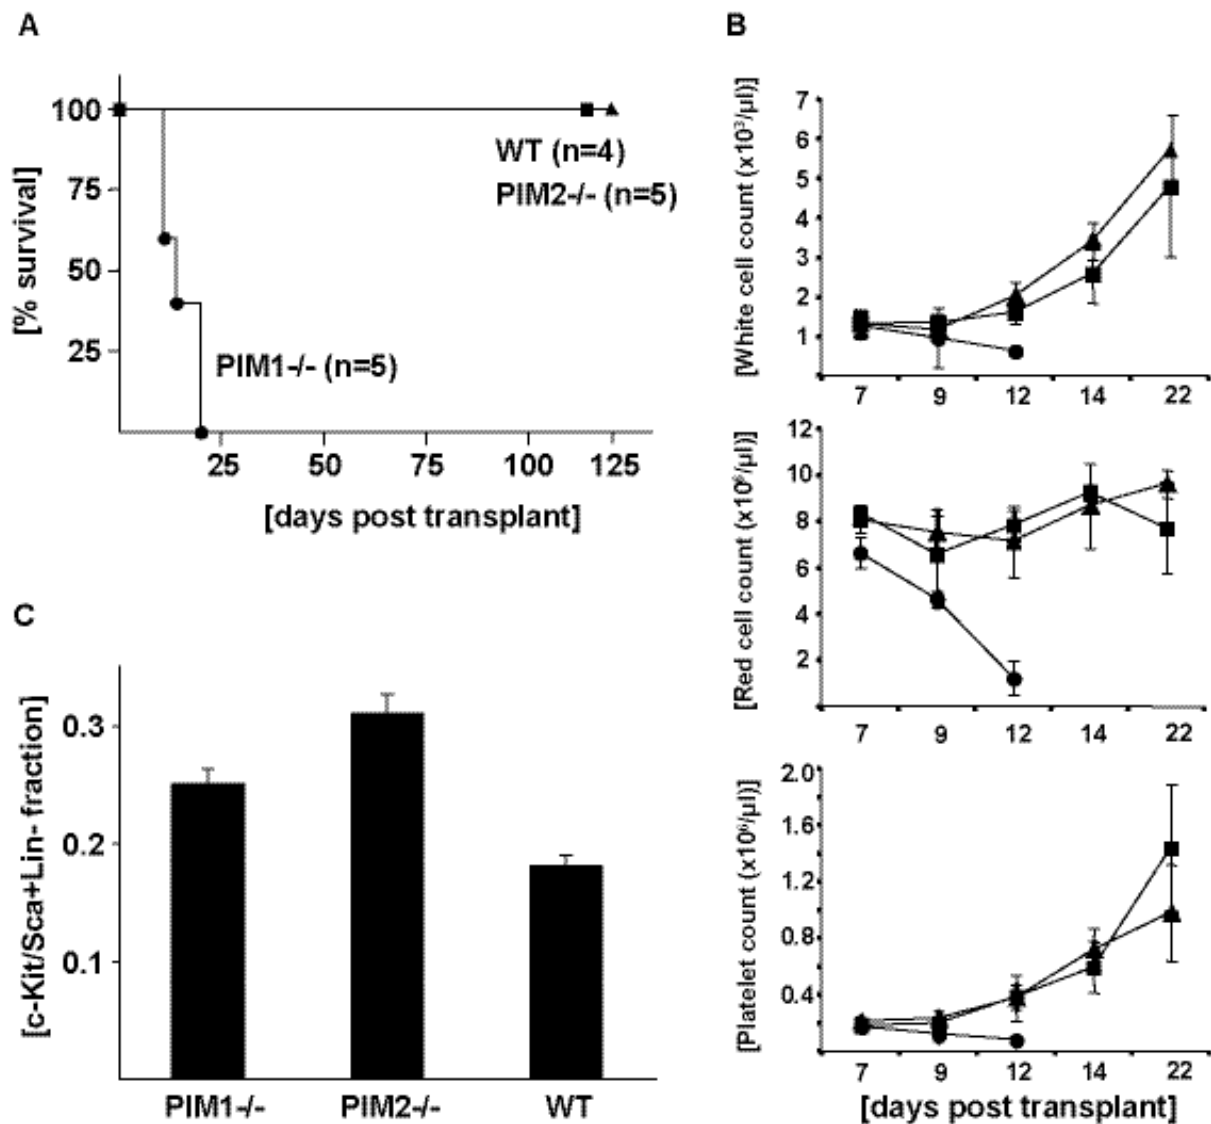 A
[% survival]
100
75
50
25
WT (n=4)
PIM2-/- (n=5)
PIM1-/- (n=5)
25 50 75 100 125
[days post transplant]
B
[White cell count (x10³/µl)]
7
6
5
4
3
2
1
7 9 12 14 22
[Red cell count (x10⁶/µl)]
12
10
8
6
4
2
7 9 12 14 22
[Platelet count (x10⁶/µl)]
2.0
1.6
1.2
0.8
0.4
7 9 12 14 22
[days post transplant]
C
[c-Kit/Sca+Lin- fraction]
0.3
0.2
0.1
PIM1-/- PIM2-/- WT